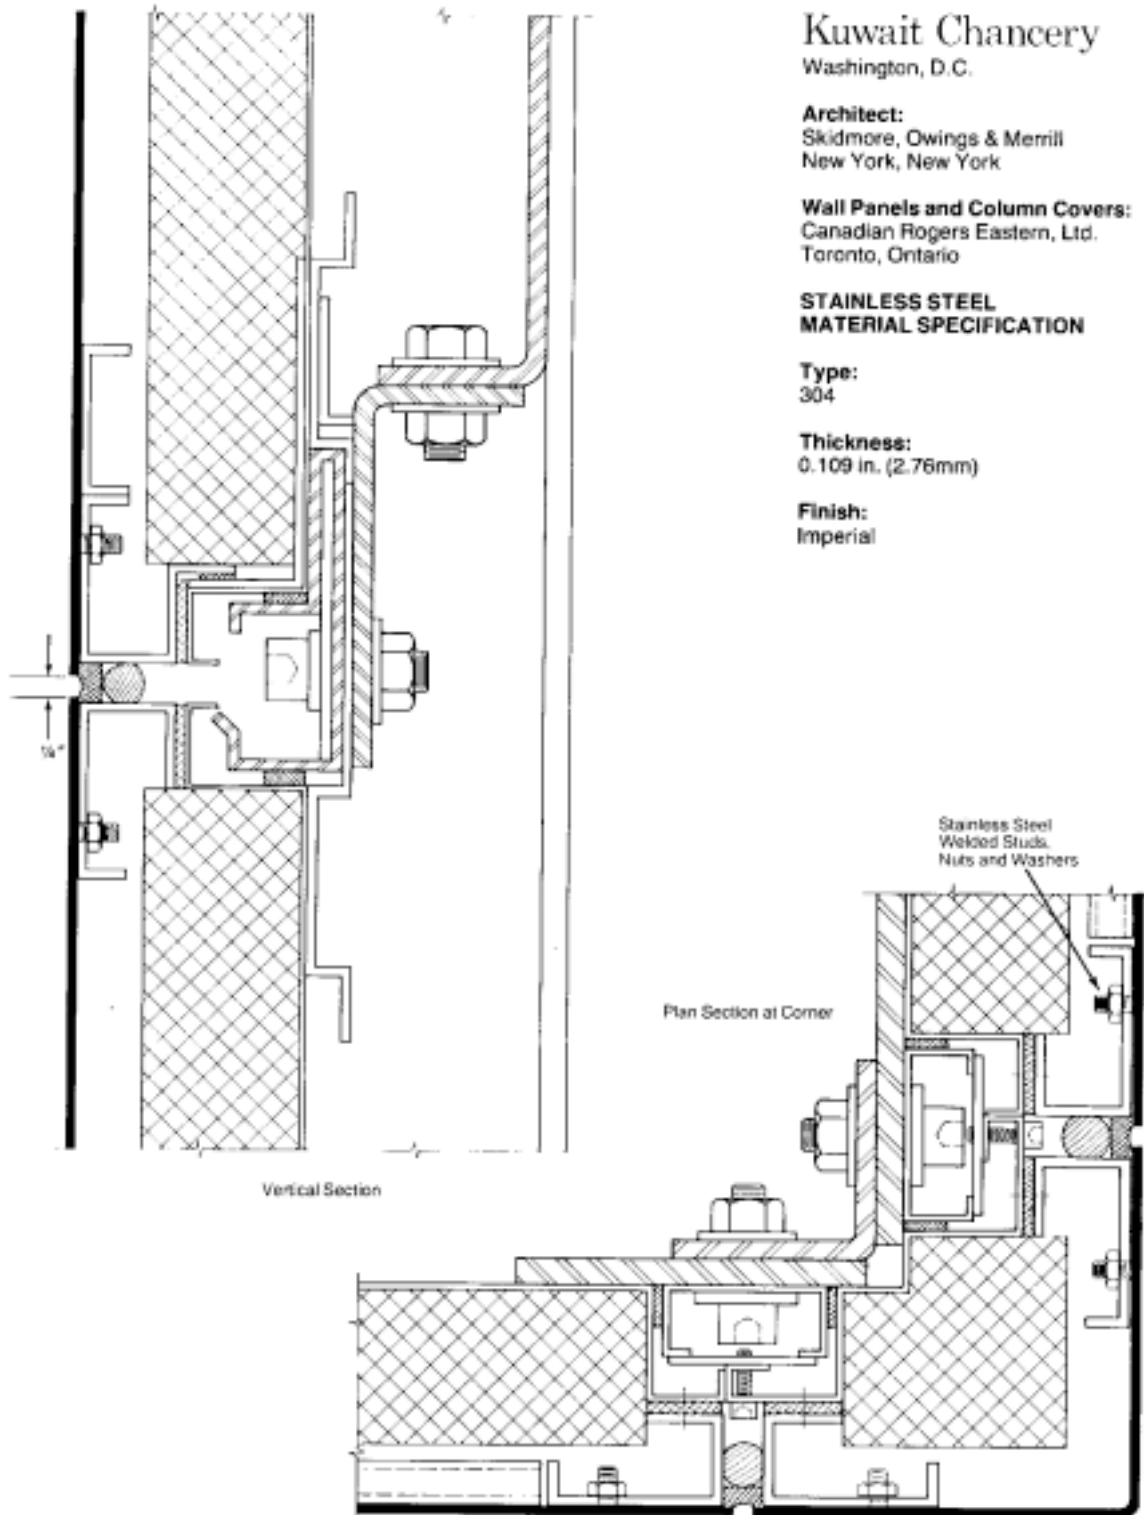 Kuwait Chancery
Washington, D.C.
Architect:
Skidmore, Owings & Merrill
New York, New York
Wall Panels and Column Covers:
Canadian Rogers Eastern, Ltd.
Toronto, Ontario
STAINLESS STEEL
MATERIAL SPECIFICATION
Type:
304
Thickness:
0.109 in. (2.76mm)
Finish:
Imperial
Stainless Steel
Welded Studs,
Nuts and Washers
Plan Section at Corner
Vertical Section